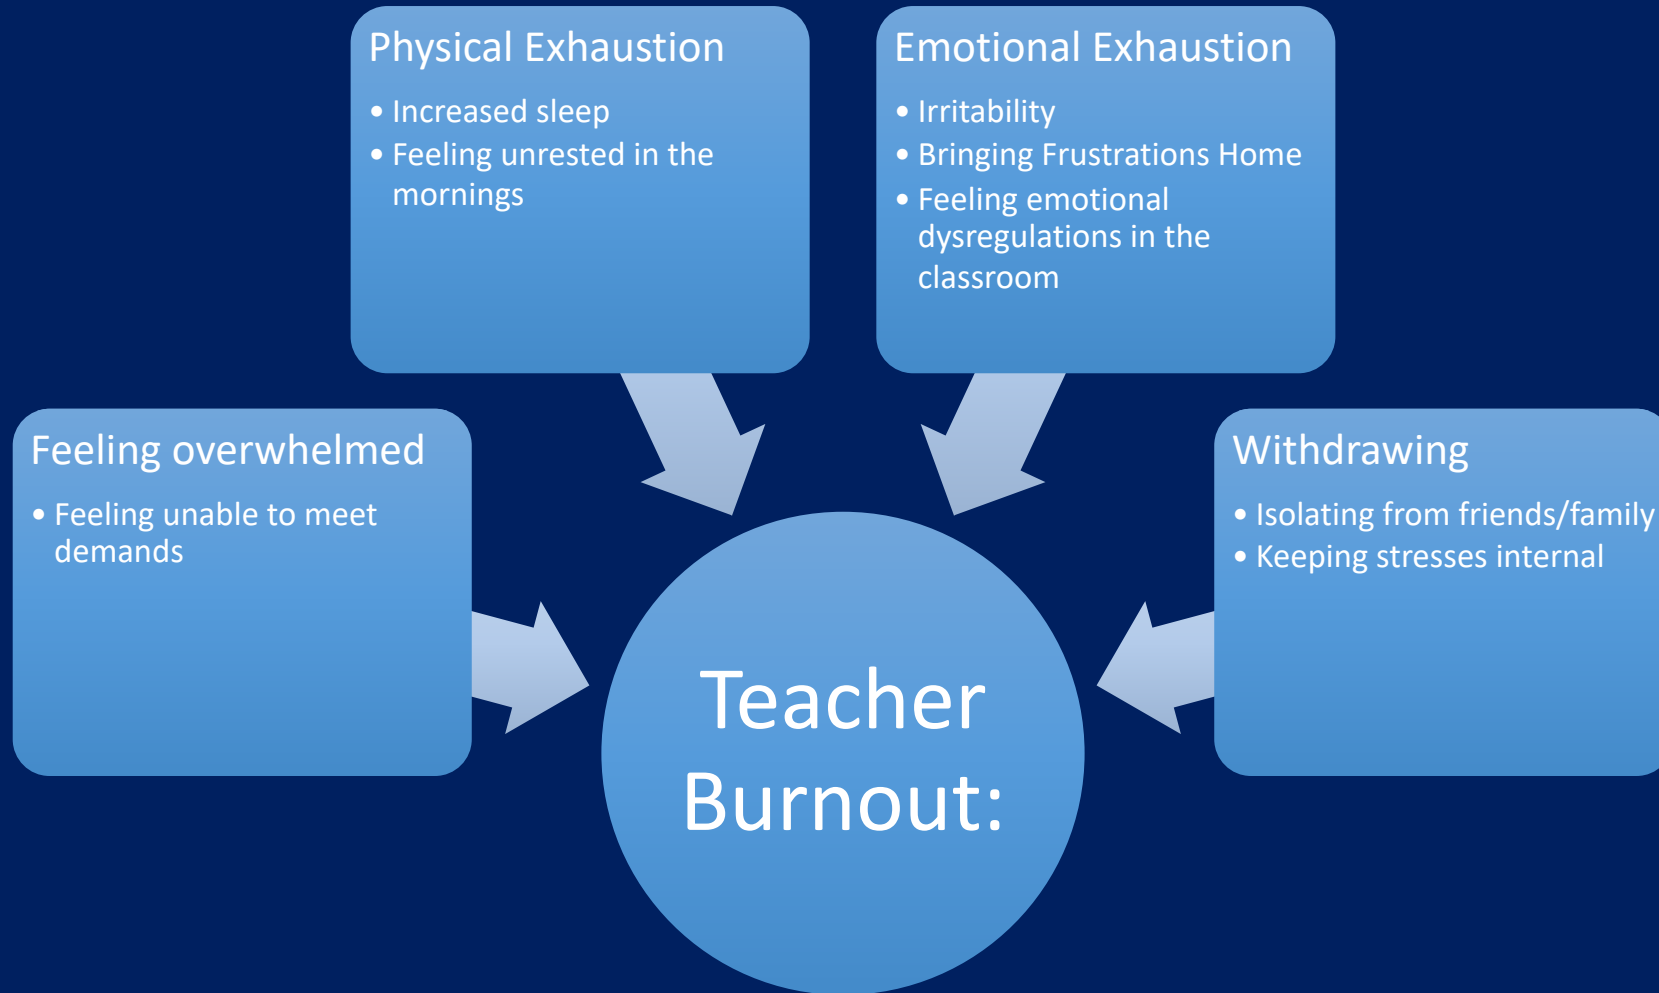 Physical Exhaustion
• Increased sleep
• Feeling unrested in the
mornings
Emotional Exhaustion
• Irritability
• Bringing Frustrations Home
• Feeling emotional
dysregulations in the
classroom
Feeling overwhelmed
• Feeling unable to meet
demands
Withdrawing
• Isolating from friends/family
• Keeping stresses internal
Teacher
Burnout: